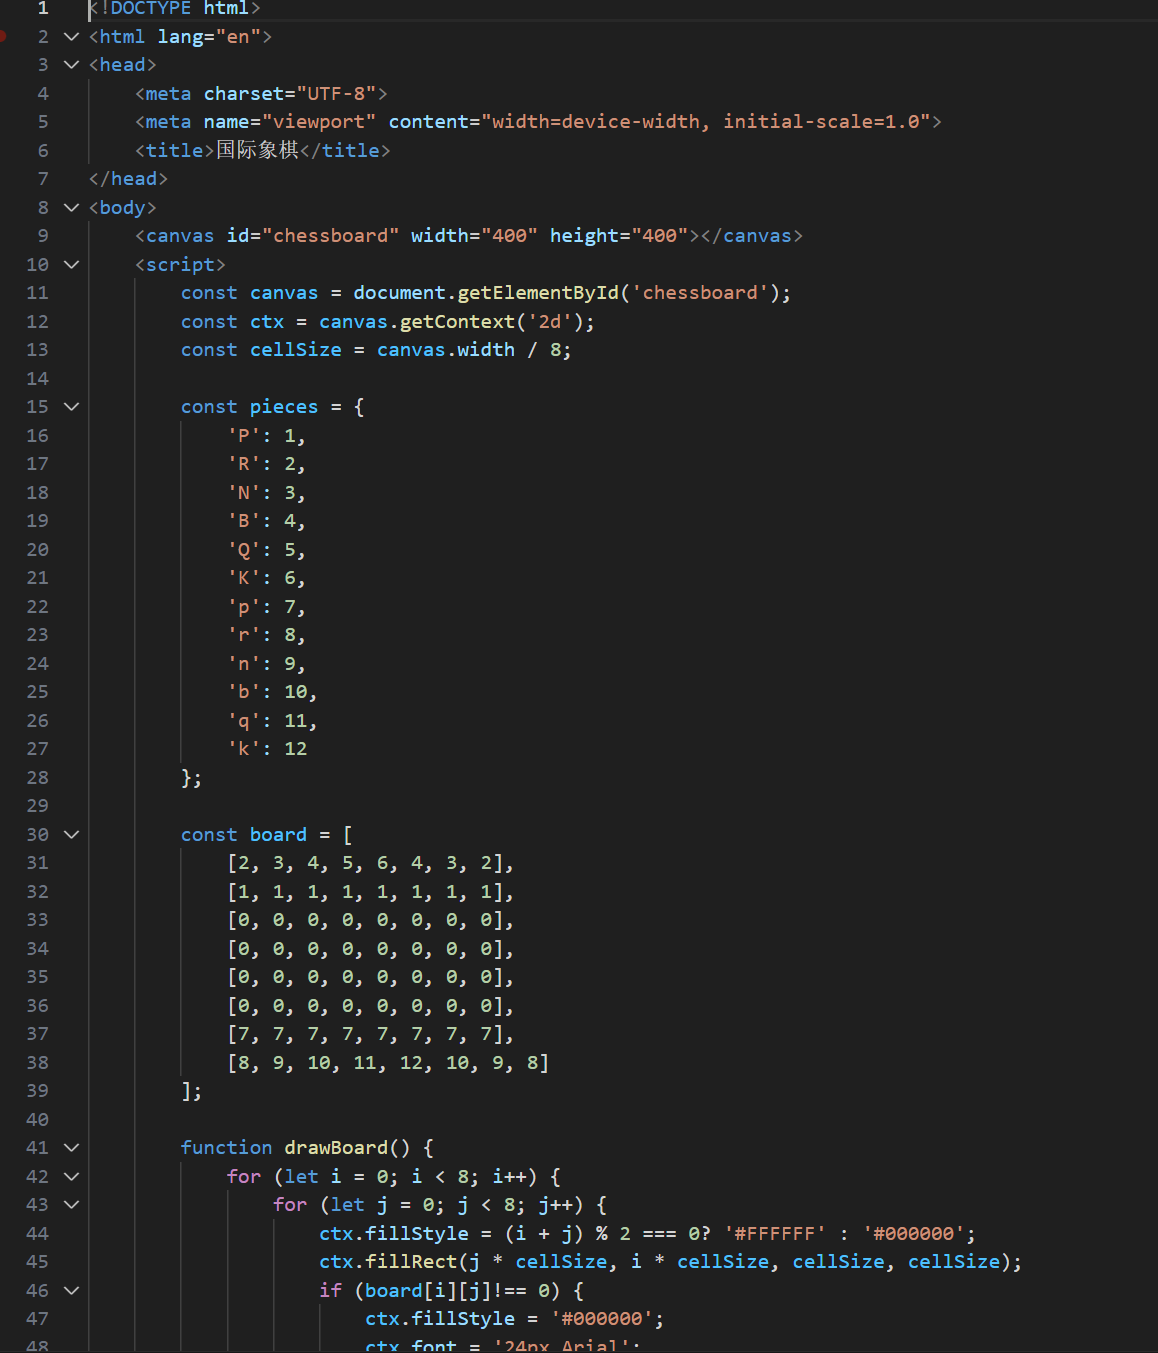 1 <!DOCTYPE html>
2 <html lang="en">
3 <head>
4     <meta charset="UTF-8">
5     <meta name="viewport" content="width=device-width, initial-scale=1.0">
6     <title>国际象棋</title>
7 </head>
8 <body>
9     <canvas id="chessboard" width="400" height="400"></canvas>
10     <script>
11         const canvas = document.getElementById('chessboard');
12         const ctx = canvas.getContext('2d');
13         const cellSize = canvas.width / 8;
14
15         const pieces = {
16             'P': 1,
17             'R': 2,
18             'N': 3,
19             'B': 4,
20             'Q': 5,
21             'K': 6,
22             'p': 7,
23             'r': 8,
24             'n': 9,
25             'b': 10,
26             'q': 11,
27             'k': 12
28         };
29
30         const board = [
31             [2, 3, 4, 5, 6, 4, 3, 2],
32             [1, 1, 1, 1, 1, 1, 1, 1],
33             [0, 0, 0, 0, 0, 0, 0, 0],
34             [0, 0, 0, 0, 0, 0, 0, 0],
35             [0, 0, 0, 0, 0, 0, 0, 0],
36             [0, 0, 0, 0, 0, 0, 0, 0],
37             [7, 7, 7, 7, 7, 7, 7, 7],
38             [8, 9, 10, 11, 12, 10, 9, 8]
39         ];
40
41         function drawBoard() {
42             for (let i = 0; i < 8; i++) {
43                 for (let j = 0; j < 8; j++) {
44                     ctx.fillStyle = (i + j) % 2 === 0? '#FFFFFF' : '#000000';
45                     ctx.fillRect(j * cellSize, i * cellSize, cellSize, cellSize);
46                     if (board[i][j]!== 0) {
47                         ctx.fillStyle = '#000000';
48                         ctx.font = '24px Arial';